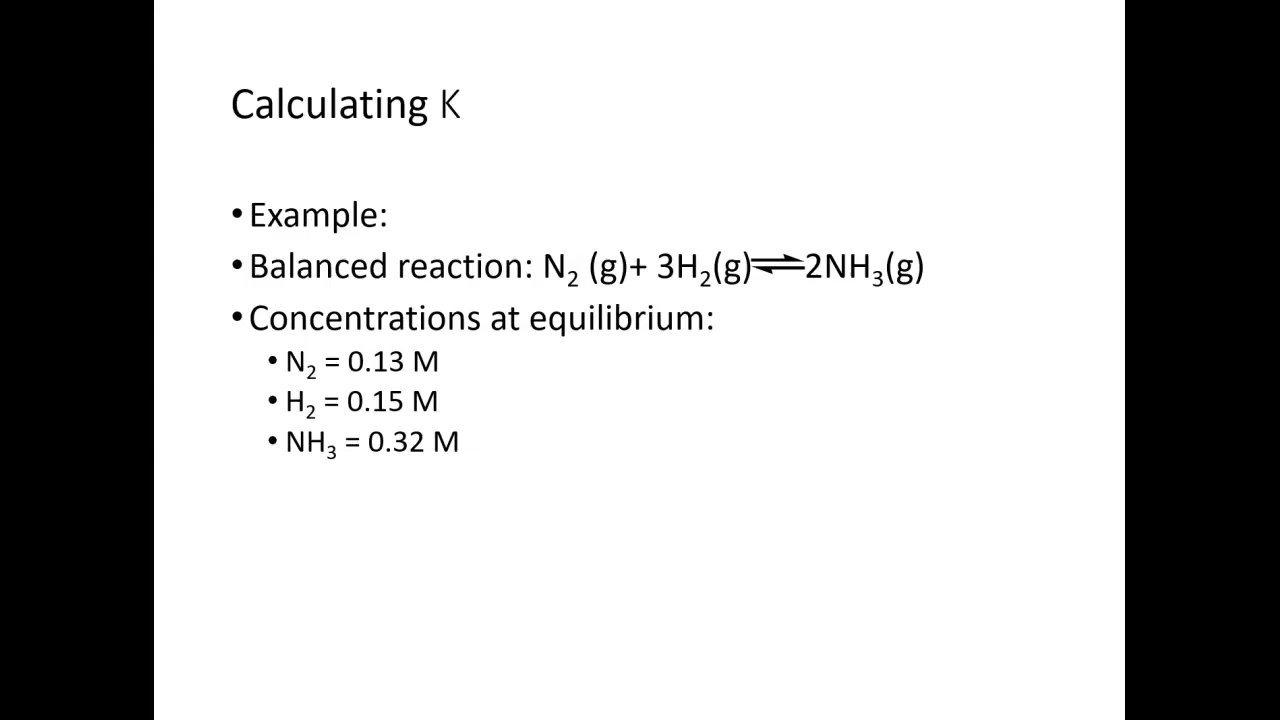 Calculating K
• Example:
• Balanced reaction: N₂ (g)+ 3H₂(g)⇌2NH₃(g)
• Concentrations at equilibrium:
• N₂ = 0.13 M
• H₂ = 0.15 M
• NH₃ = 0.32 M